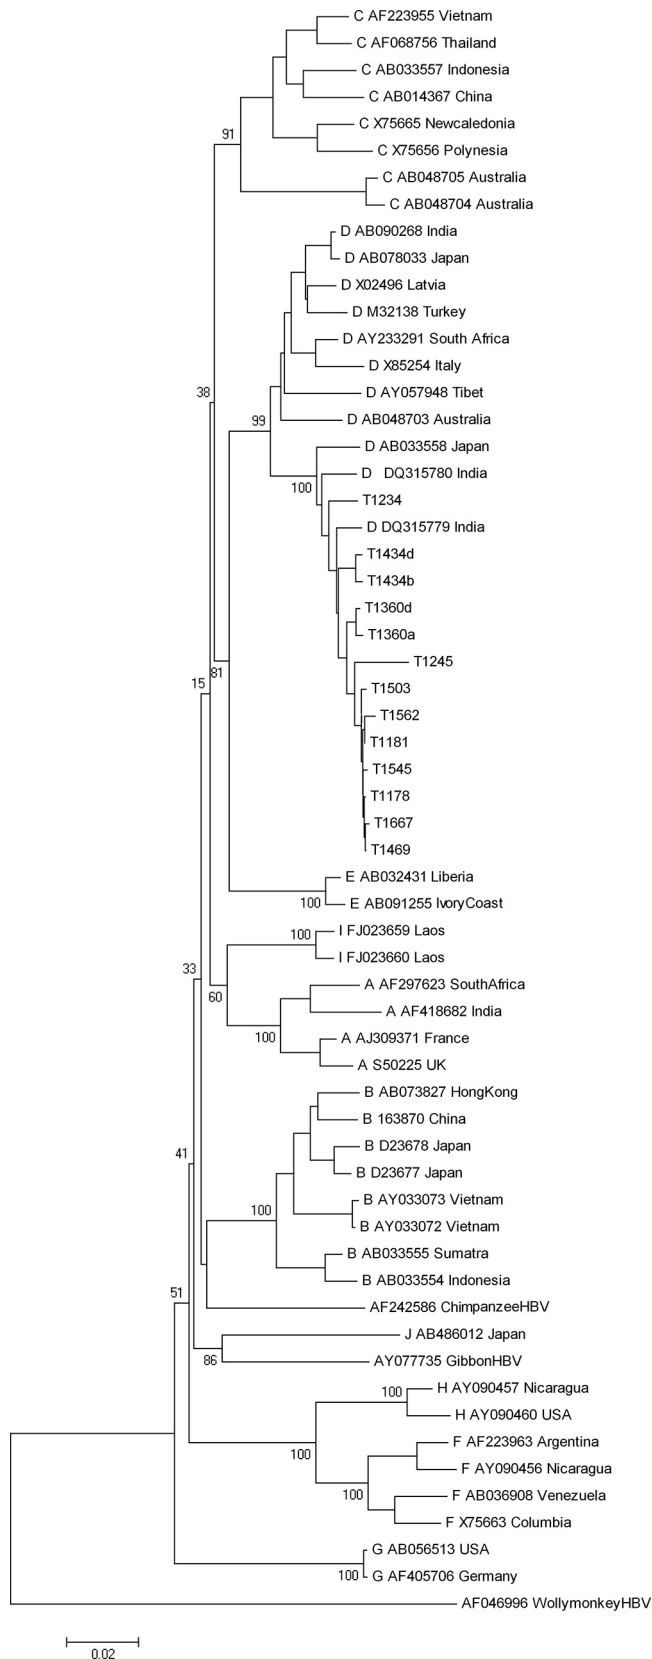 C AF223955 Vietnam
C AF068756 Thailand
C AB033557 Indonesia
C AB014367 China
C X75665 Newcaledonia
91
C X75656 Polynesia
C AB048705 Australia
C AB048704 Australia
D AB090268 India
D AB078033 Japan
D X02496 Latvia
D M32138 Turkey
D AY233291 South Africa
D X85254 Italy
38
D AY057948 Tibet
99
D AB048703 Australia
D AB033558 Japan
D DQ315780 India
100
T1234
D DQ315779 India
T1434d
T1434b
T1360d
T1360a
T1245
81
15
T1503
T1562
T1181
T1545
T1178
T1667
T1469
E AB032431 Liberia
100
E AB091255 IvoryCoast
100
I FJ023659 Laos
I FJ023660 Laos
33
A AF297623 SouthAfrica
60
A AF418682 India
100
A AJ309371 France
A S50225 UK
B AB073827 HongKong
B 163870 China
41
B D23678 Japan
B D23677 Japan
B AY033073 Vietnam
100
B AY033072 Vietnam
B AB033555 Sumatra
B AB033554 Indonesia
51
AF242586 ChimpanzeeHBV
J AB486012 Japan
86
AY077735 GibbonHBV
100
H AY090457 Nicaragua
H AY090460 USA
F AF223963 Argentina
100
F AY090456 Nicaragua
100
F AB036908 Venezuela
F X75663 Columbia
G AB056513 USA
100
G AF405706 Germany
AF046996 WollymonkeyHBV
0.02